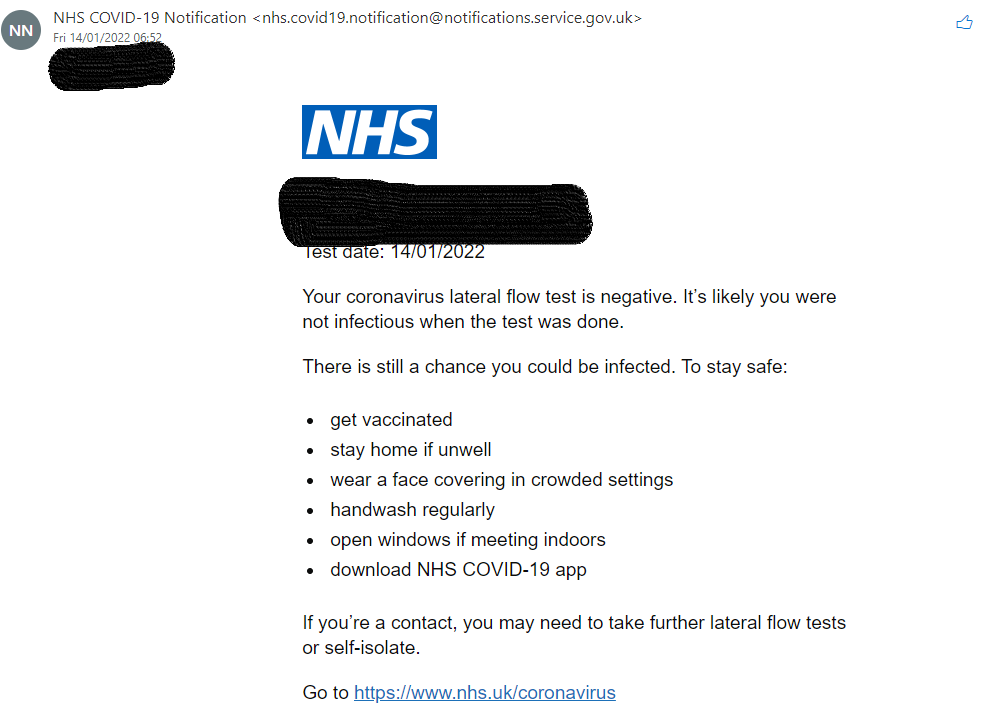 NN
NHS COVID-19 Notification <nhs.covid19.notification@notifications.service.gov.uk>
Fri 14/01/2022 06:52
NHS
Test date: 14/01/2022
Your coronavirus lateral flow test is negative. It’s likely you were
not infectious when the test was done.
There is still a chance you could be infected. To stay safe:
• get vaccinated
• stay home if unwell
• wear a face covering in crowded settings
• handwash regularly
• open windows if meeting indoors
• download NHS COVID-19 app
If you’re a contact, you may need to take further lateral flow tests
or self-isolate.
Go to https://www.nhs.uk/coronavirus